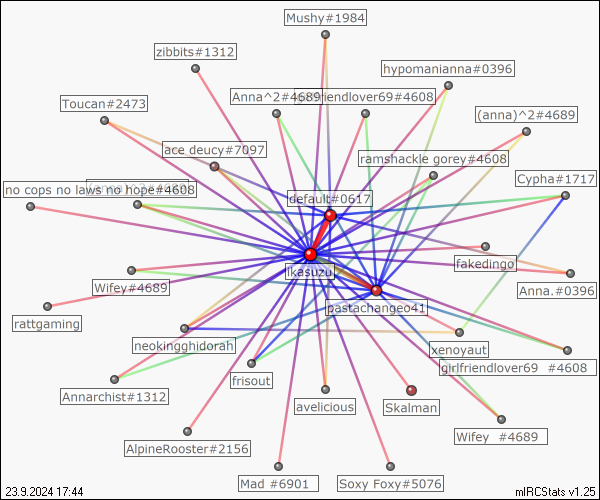 Mushy#1984
zibbits#1312
hypomanianna#0396
Anna^2#4689
girlfriendlover69#4608
Toucan#2473
(anna)^2#4689
ace deucy#7097
ramshackle gorey#4608
Cypha#1717
no cops no laws no hope#4608
default#0617
ikasuzu
fakedingo
Anna.#0396
Wifey#4689
pastachangeo41
rattgaming
neokingghidorah
xenoyaut
girlfriendlover69 #4608
frisout
Annarchist#1312
avelicious
Skalman
Wifey #4689
AlpineRooster#2156
Mad #6901
Soxy Foxy#5076
23.9.2024 17:44
mIRCStats v1.25